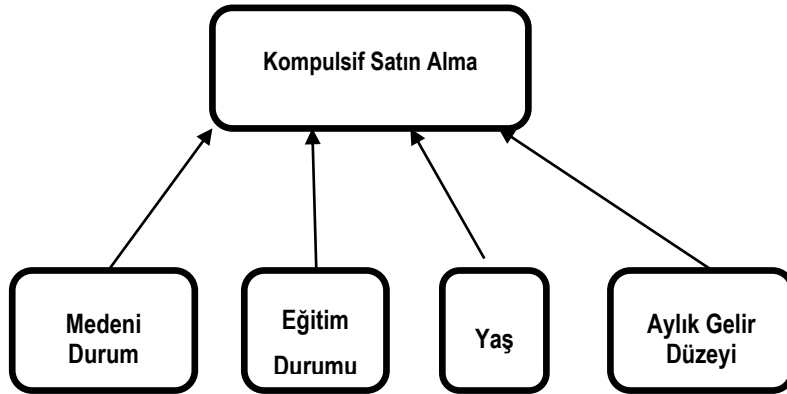 Kompulsif Satın Alma
Medeni
Durum
Eğitim
Durumu
Yaş
Aylık Gelir
Düzeyi